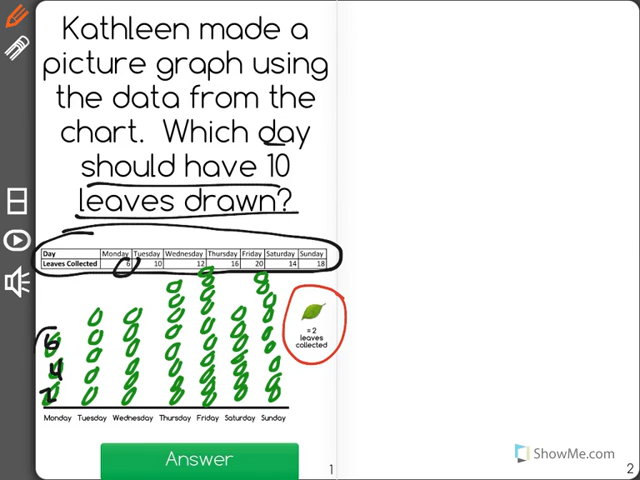 Kathleen made a
picture graph using
the data from the
chart. Which day
should have 10
leaves drawn?
Day Monday Tuesday Wednesday Thursday Friday Saturday Sunday
Leaves Collected 6 10 12 16 20 14 18
= 2
leaves
collected
6
4
2
Monday Tuesday Wednesday Thursday Friday Saturday Sunday
Answer
1
ShowMe.com
2